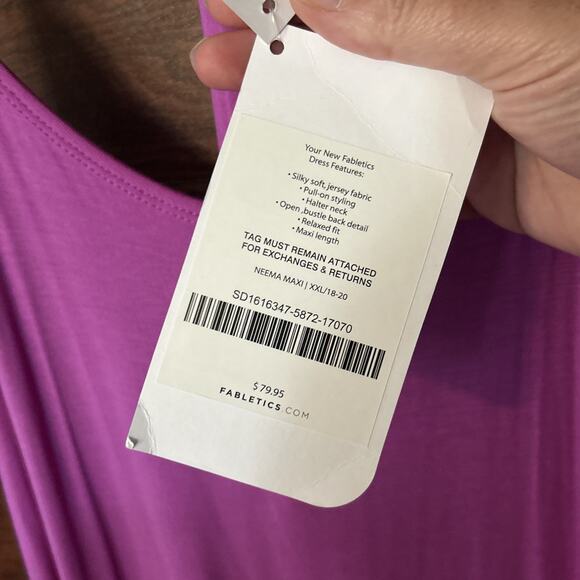 Your New Fabletics
Dress Features:
• Silky soft, jersey fabric
• Pull-on styling
• Halter neck
• Open ,bustle back detail
• Relaxed fit
• Maxi length
TAG MUST REMAIN ATTACHED
FOR EXCHANGES & RETURNS
NEEMA MAXI | XXL/18-20
SD1616347-5872-17070
$ 79.95
FABLETICS.COM